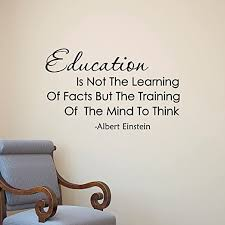 Education
Is Not The Learning
Of Facts But The Training
Of The Mind To Think
-Albert Einstein